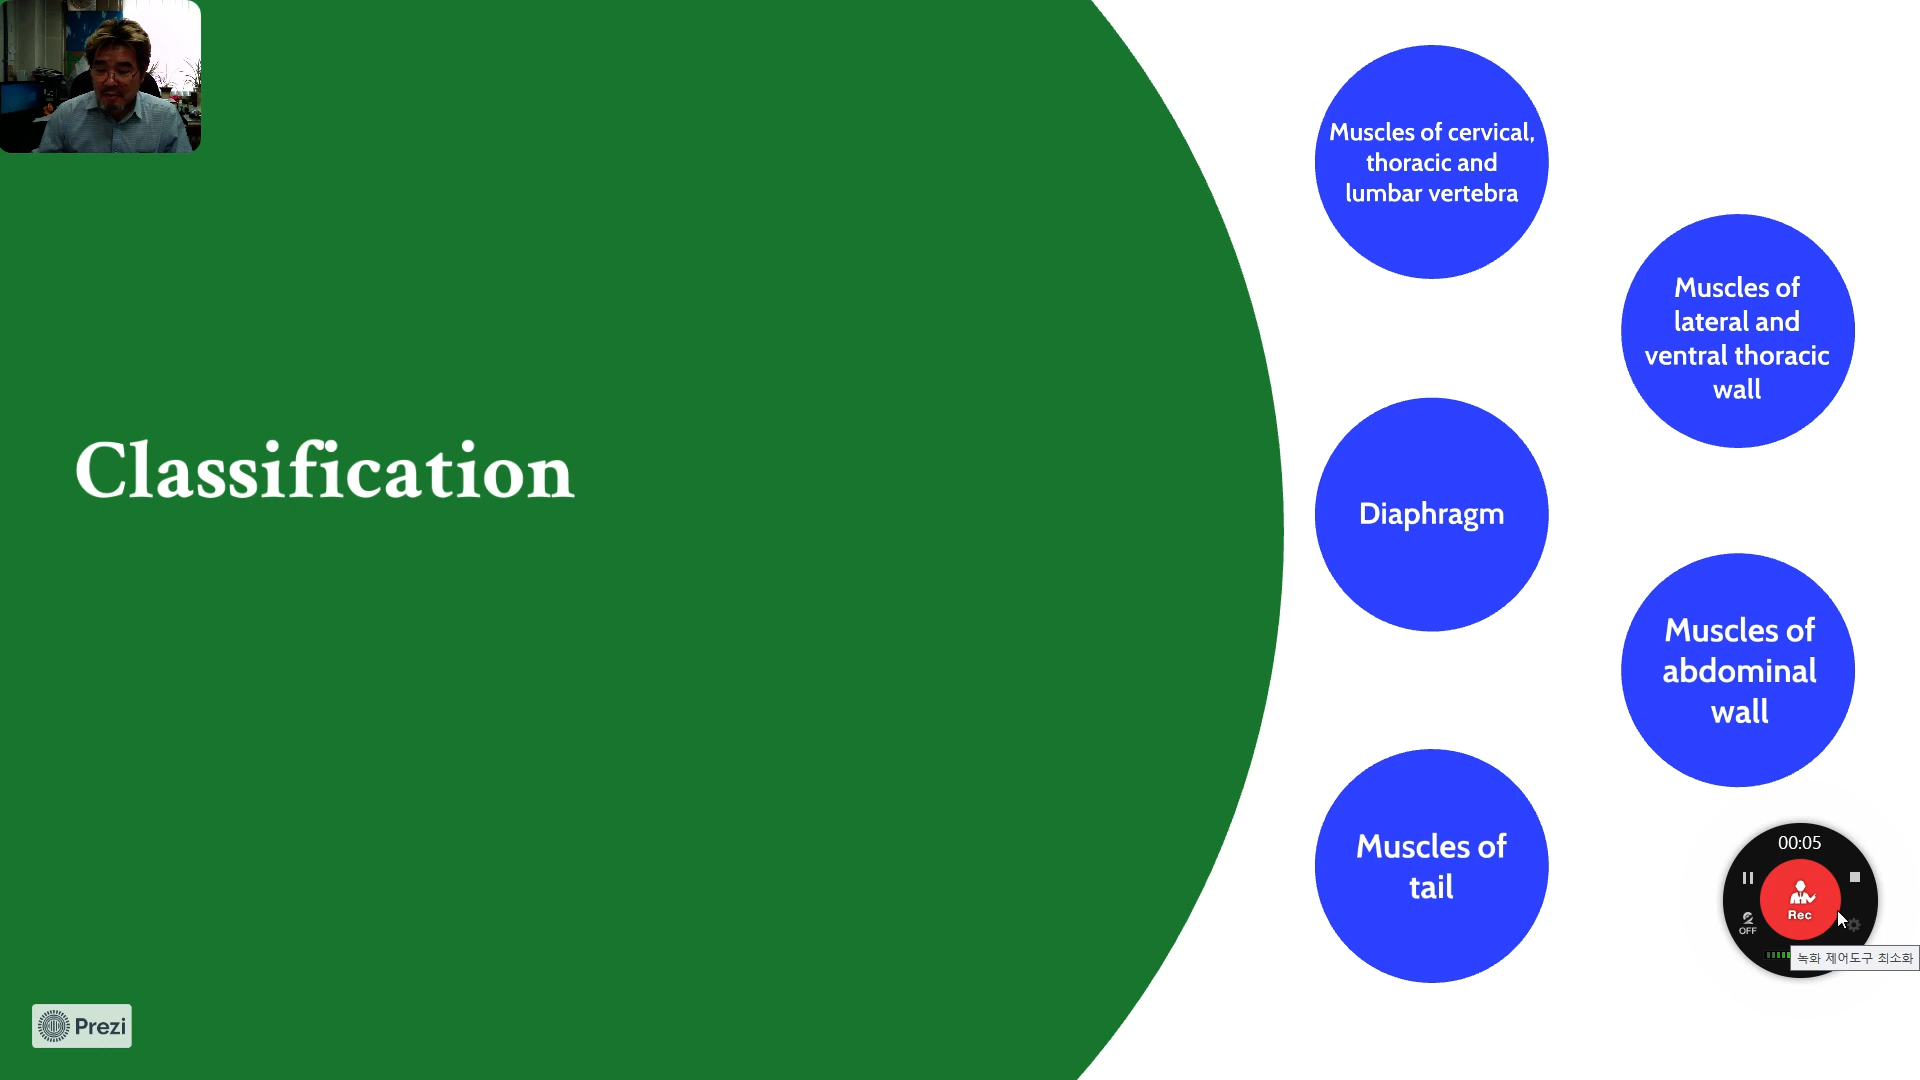 Classification
Muscles of cervical,
thoracic and
lumbar vertebra
Muscles of
lateral and
ventral thoracic
wall
Diaphragm
Muscles of
abdominal
wall
Muscles of
tail
00:05
Rec
OFF
녹화 제어도구 최소화
Prezi